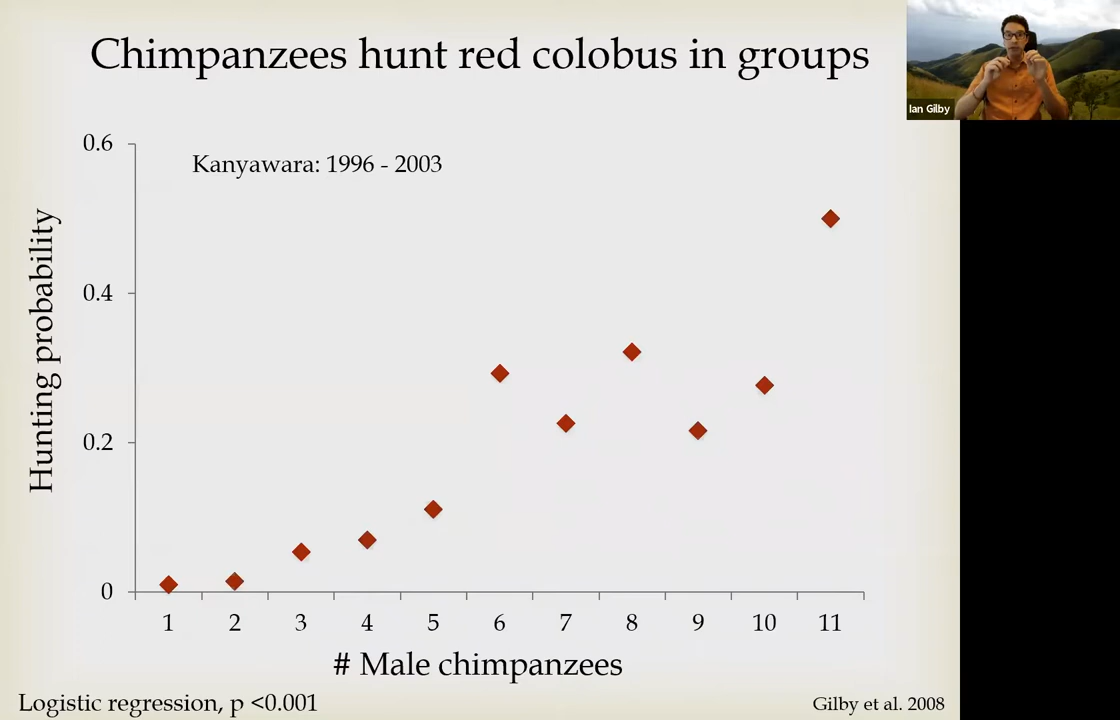 Chimpanzees hunt red colobus in groups
Ian Gilby
Kanyawara: 1996 - 2003
Hunting probability
0.6
0.4
0.2
0
1 2 3 4 5 6 7 8 9 10 11
# Male chimpanzees
Logistic regression, p <0.001
Gilby et al. 2008